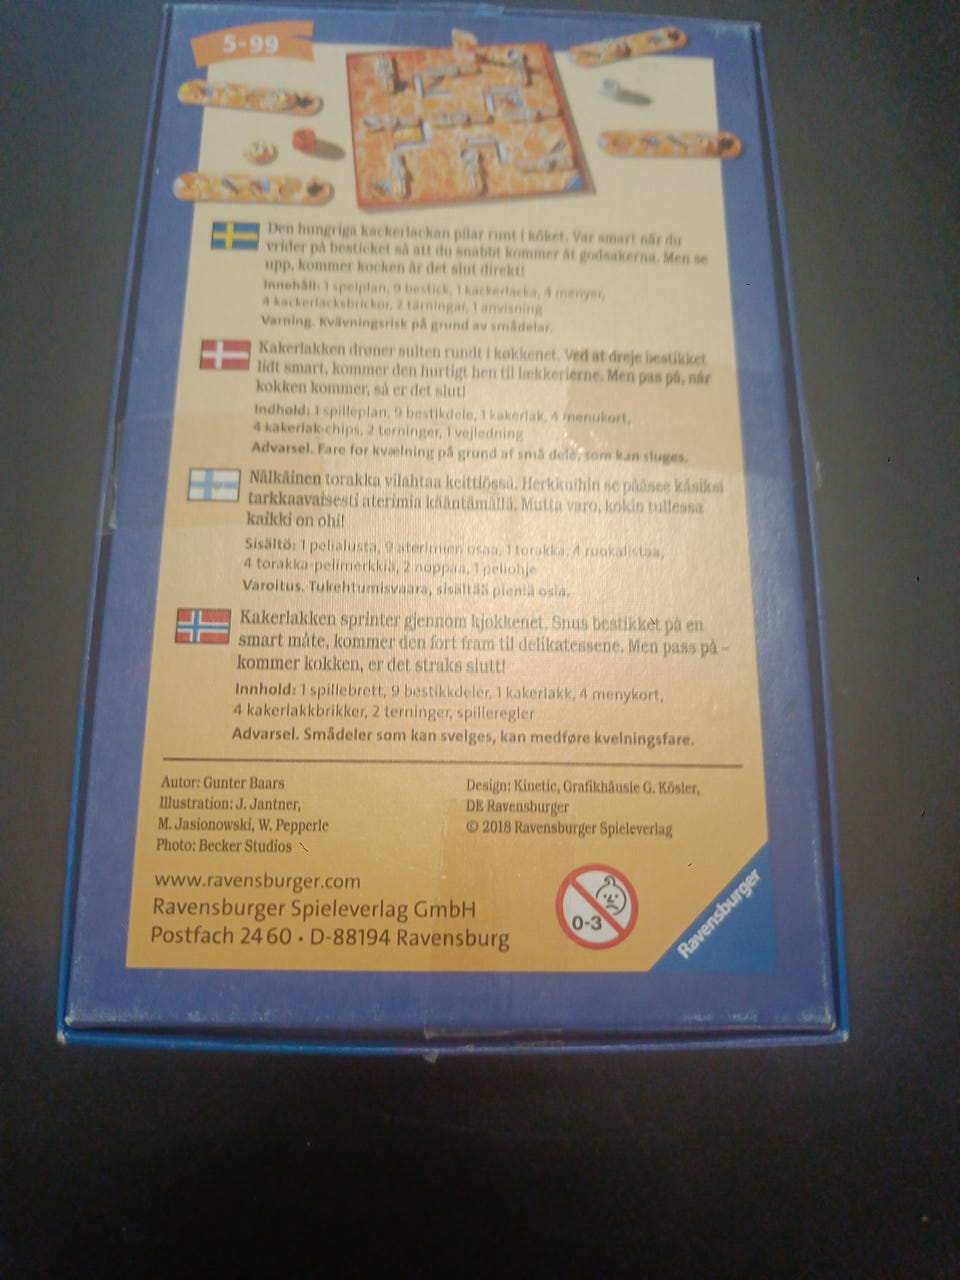 5-99
Den hungriga kackerlackan pilar runt i köket. Var smart när du
vrider på besticket så att du snabbt kommer åt godsakerna. Men se
upp, kommer kocken är det slut direkt!
Innehåll: 1 spelplan, 9 bestick, 1 kackerlacka, 4 menyer,
4 kackerlacksbrickor, 2 tärningar, 1 anvisning
Varning. Kvävningsrisk på grund av smådelar.
Kakerlakken drøner sulten rundt i køkkenet. Ved at dreje bestikket
lidt smart, kommer den hurtigt hen til lækkerierne. Men pas på, når
kokken kommer, så er det slut!
Indhold: 1 spilleplan, 9 bestikdele, 1 kakerlak, 4 menukort,
4 kakerlak-chips, 2 terninger, 1 vejledning
Advarsel. Fare for kvælning på grund af små dele, som kan sluges.
Nälkäinen torakka vilahtaa keittiössä. Herkkuihin se pääsee käsiksi
tarkkaavaisesti aterimia kääntämällä. Mutta varo, kokin tullessa
kaikki on ohi!
Sisältö: 1 pelialusta, 9 aterimien osaa, 1 torakka, 4 ruokalistaa,
4 torakka-pelimerkkiä, 2 noppaa, 1 peliohje
Varoitus. Tukehtumisvaara, sisältää pieniä osia.
Kakerlakken sprinter gjennom kjøkkenet. Snus bestikket på en
smart måte, kommer den fort fram til delikatessene. Men pass på –
kommer kokken, er det straks slutt!
Innhold: 1 spillebrett, 9 bestikkdeler, 1 kakerlakk, 4 menykort,
4 kakerlakkbrikker, 2 terninger, spilleregler
Advarsel. Smådeler som kan svelges, kan medføre kvelningsfare.
Autor: Gunter Baars
Illustration: J. Jantner,
M. Jasionowski, W. Pepperle
Photo: Becker Studios
Design: Kinetic, Grafikhäusle G. Kösler,
DE Ravensburger
© 2018 Ravensburger Spieleverlag
www.ravensburger.com
Ravensburger Spieleverlag GmbH
Postfach 24 60 · D-88194 Ravensburg
0-3
Ravensburger